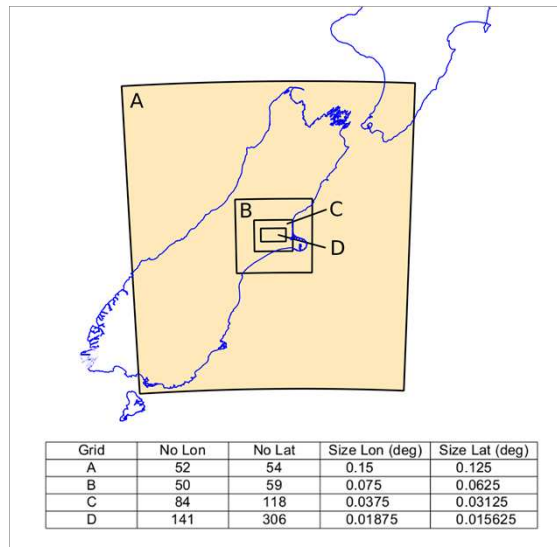 A
B
C
D
Grid No Lon No Lat Size Lon (deg) Size Lat (deg)
A 52 54 0.15 0.125
B 50 59 0.075 0.0625
C 84 118 0.0375 0.03125
D 141 306 0.01875 0.015625